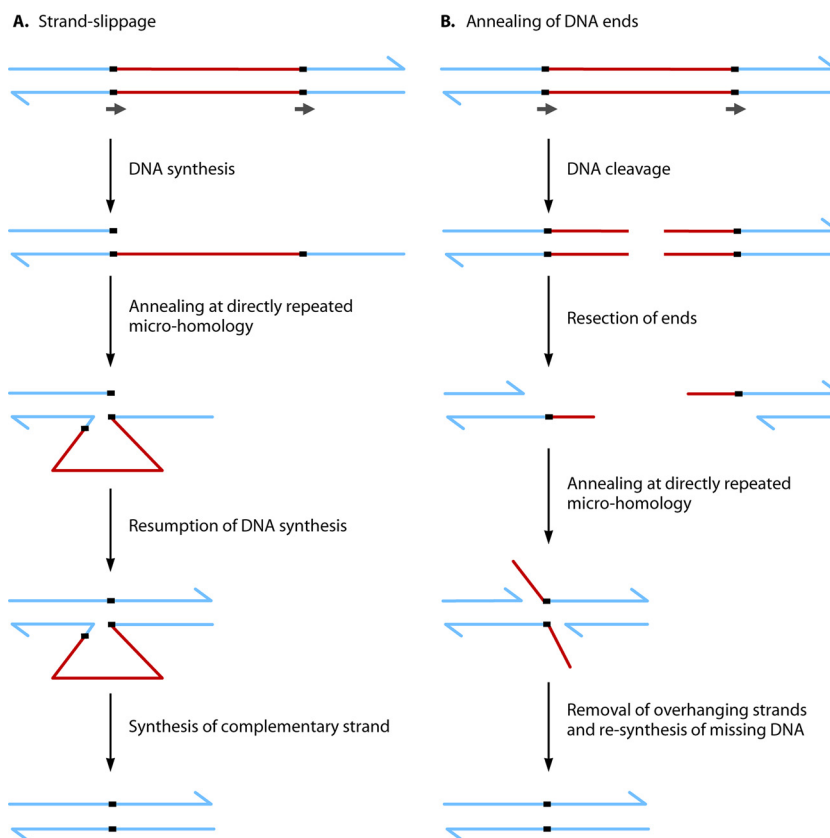 A. Strand-slippage
DNA synthesis
Annealing at directly repeated
micro-homology
Resumption of DNA synthesis
Synthesis of complementary strand
B. Annealing of DNA ends
DNA cleavage
Resection of ends
Annealing at directly repeated
micro-homology
Removal of overhanging strands
and re-synthesis of missing DNA